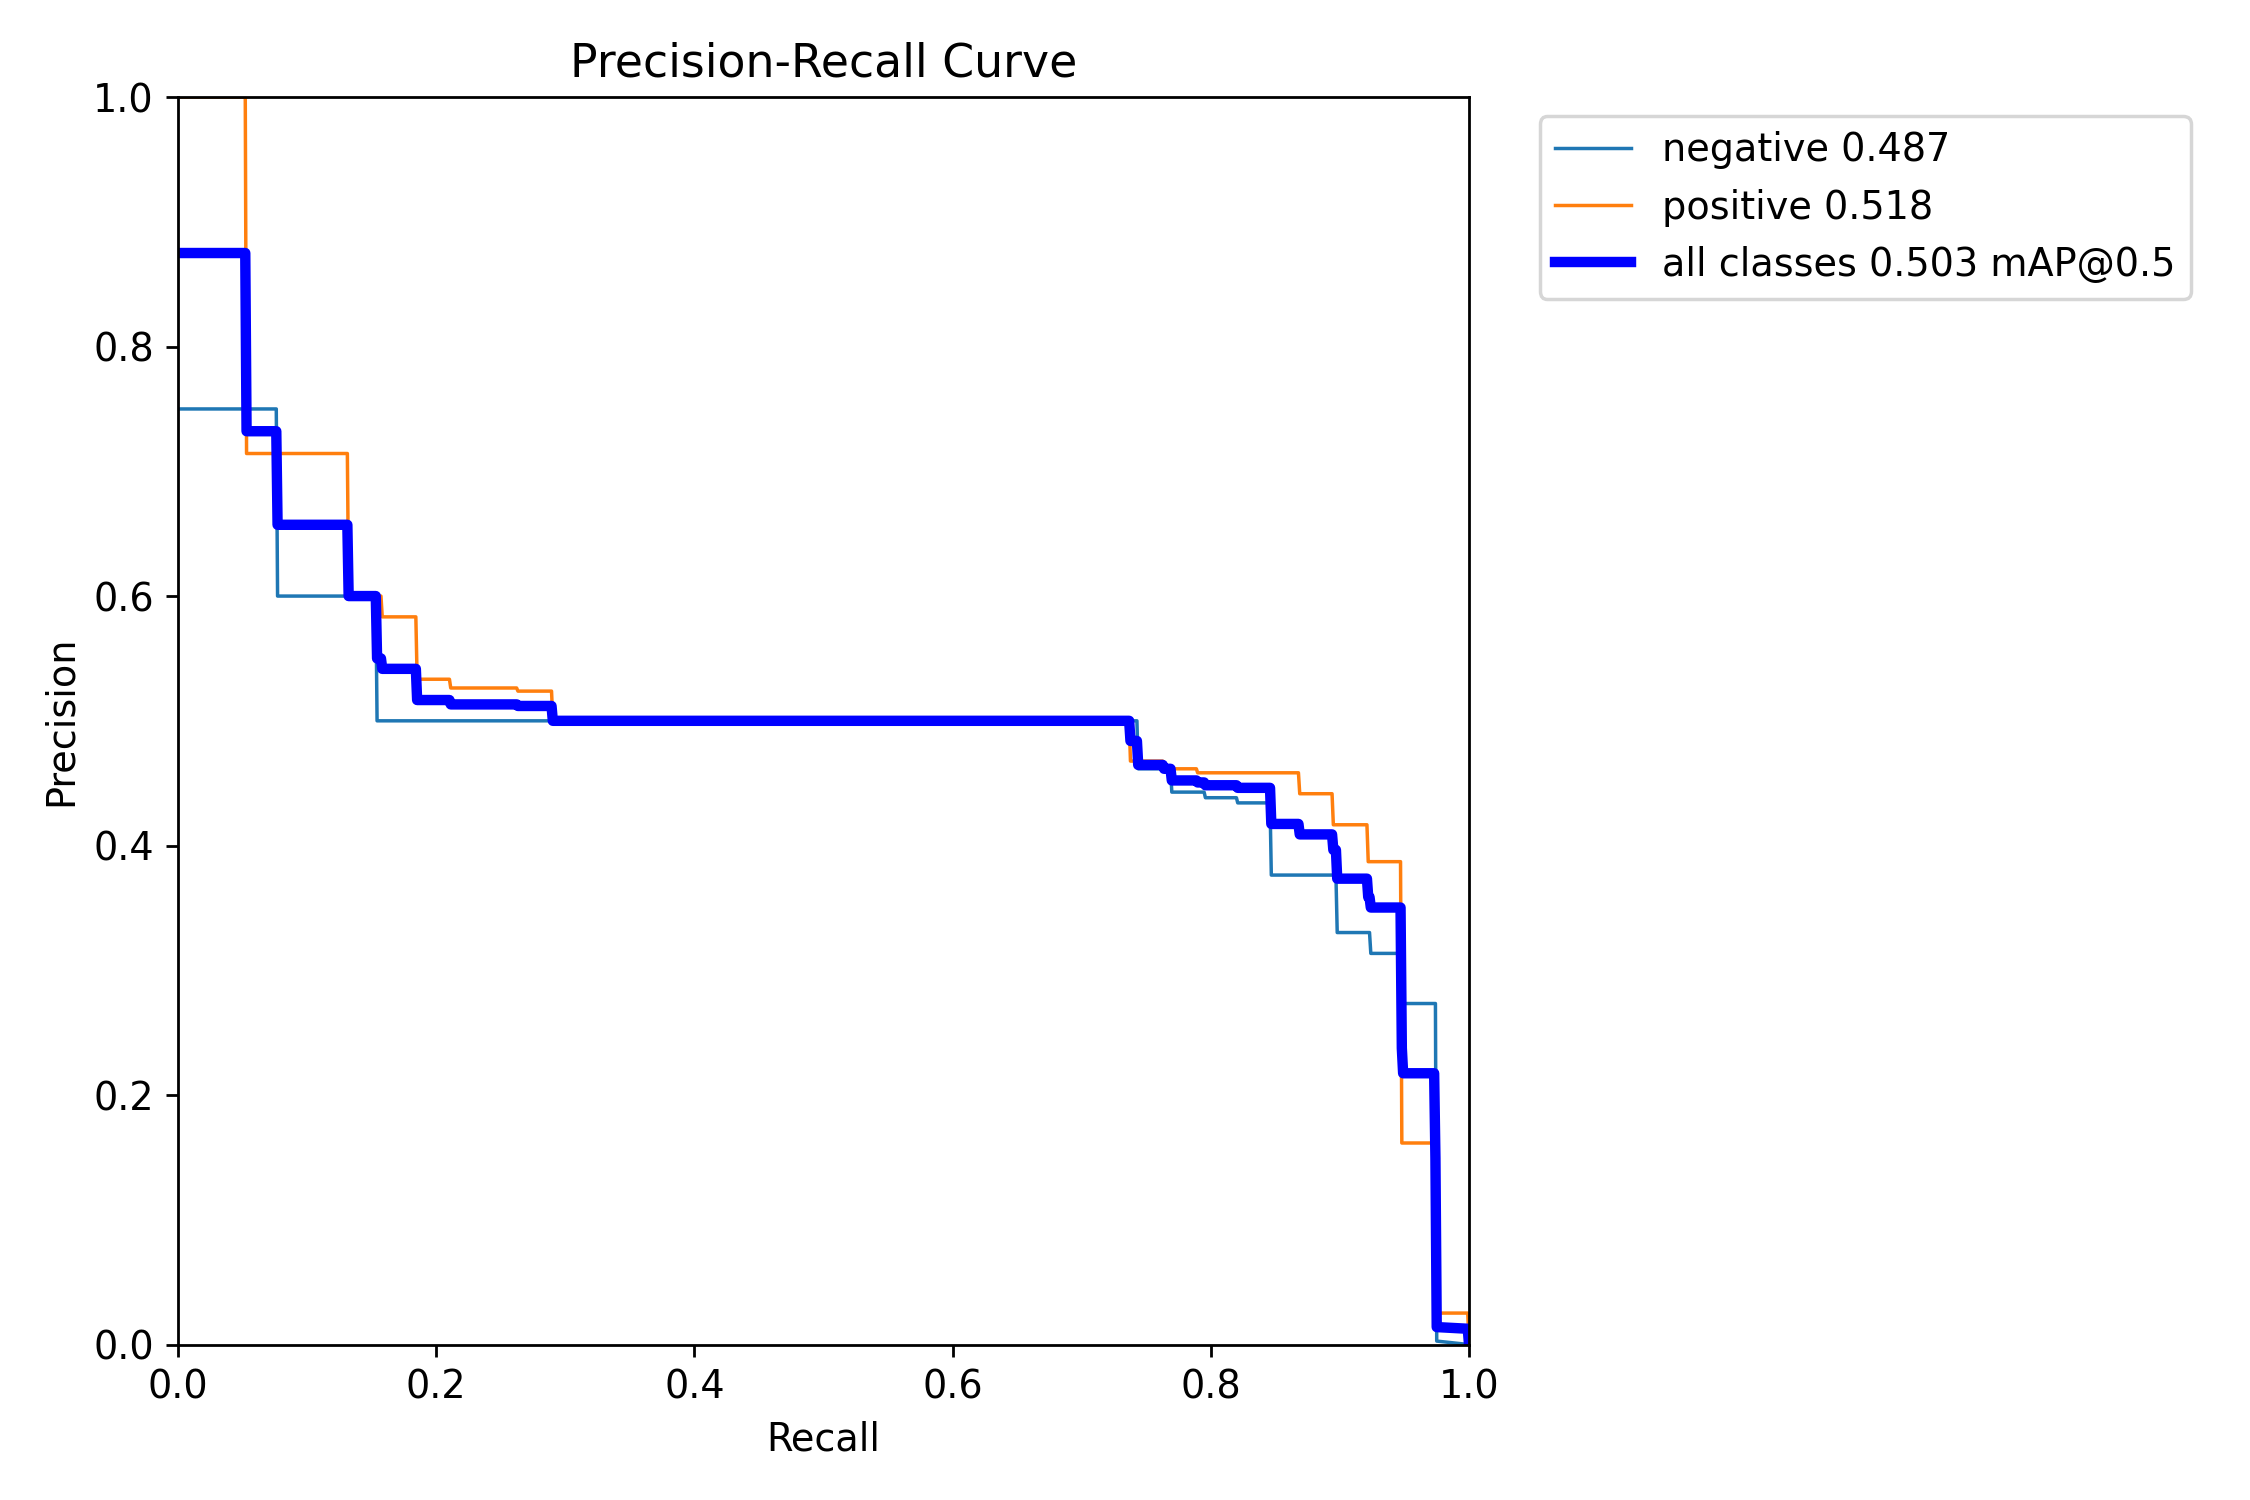 Precision-Recall Curve
1.0
0.8
0.6
0.4
0.2
0.0
Precision
0.0 0.2 0.4 0.6 0.8 1.0
Recall
negative 0.487
positive 0.518
all classes 0.503 mAP@0.5